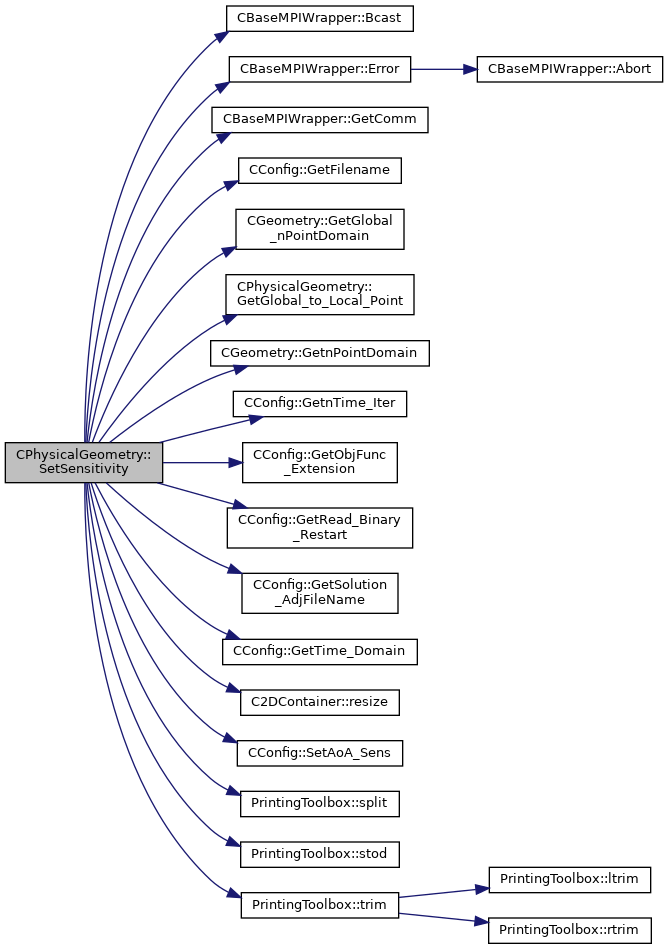 CBaseMPIWrapper::Bcast
CBaseMPIWrapper::Error
CBaseMPIWrapper::Abort
CBaseMPIWrapper::GetComm
CConfig::GetFilename
CGeometry::GetGlobal
_nPointDomain
CPhysicalGeometry::
GetGlobal_to_Local_Point
CGeometry::GetnPointDomain
CConfig::GetnTime_Iter
CPhysicalGeometry::
SetSensitivity
CConfig::GetObjFunc
_Extension
CConfig::GetRead_Binary
_Restart
CConfig::GetSolution
_AdjFileName
CConfig::GetTime_Domain
C2DContainer::resize
CConfig::SetAoA_Sens
PrintingToolbox::split
PrintingToolbox::stod
PrintingToolbox::trim
PrintingToolbox::ltrim
PrintingToolbox::rtrim